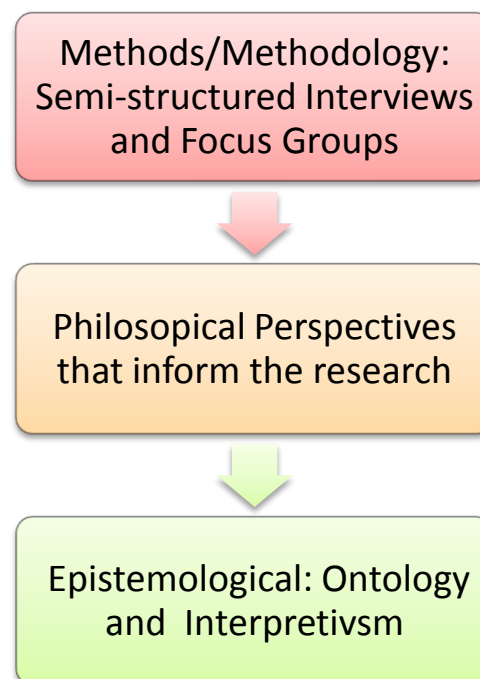 Methods/Methodology:
Semi-structured Interviews
and Focus Groups
Philosopical Perspectives
that inform the research
Epistemological: Ontology
and Interpretivsm